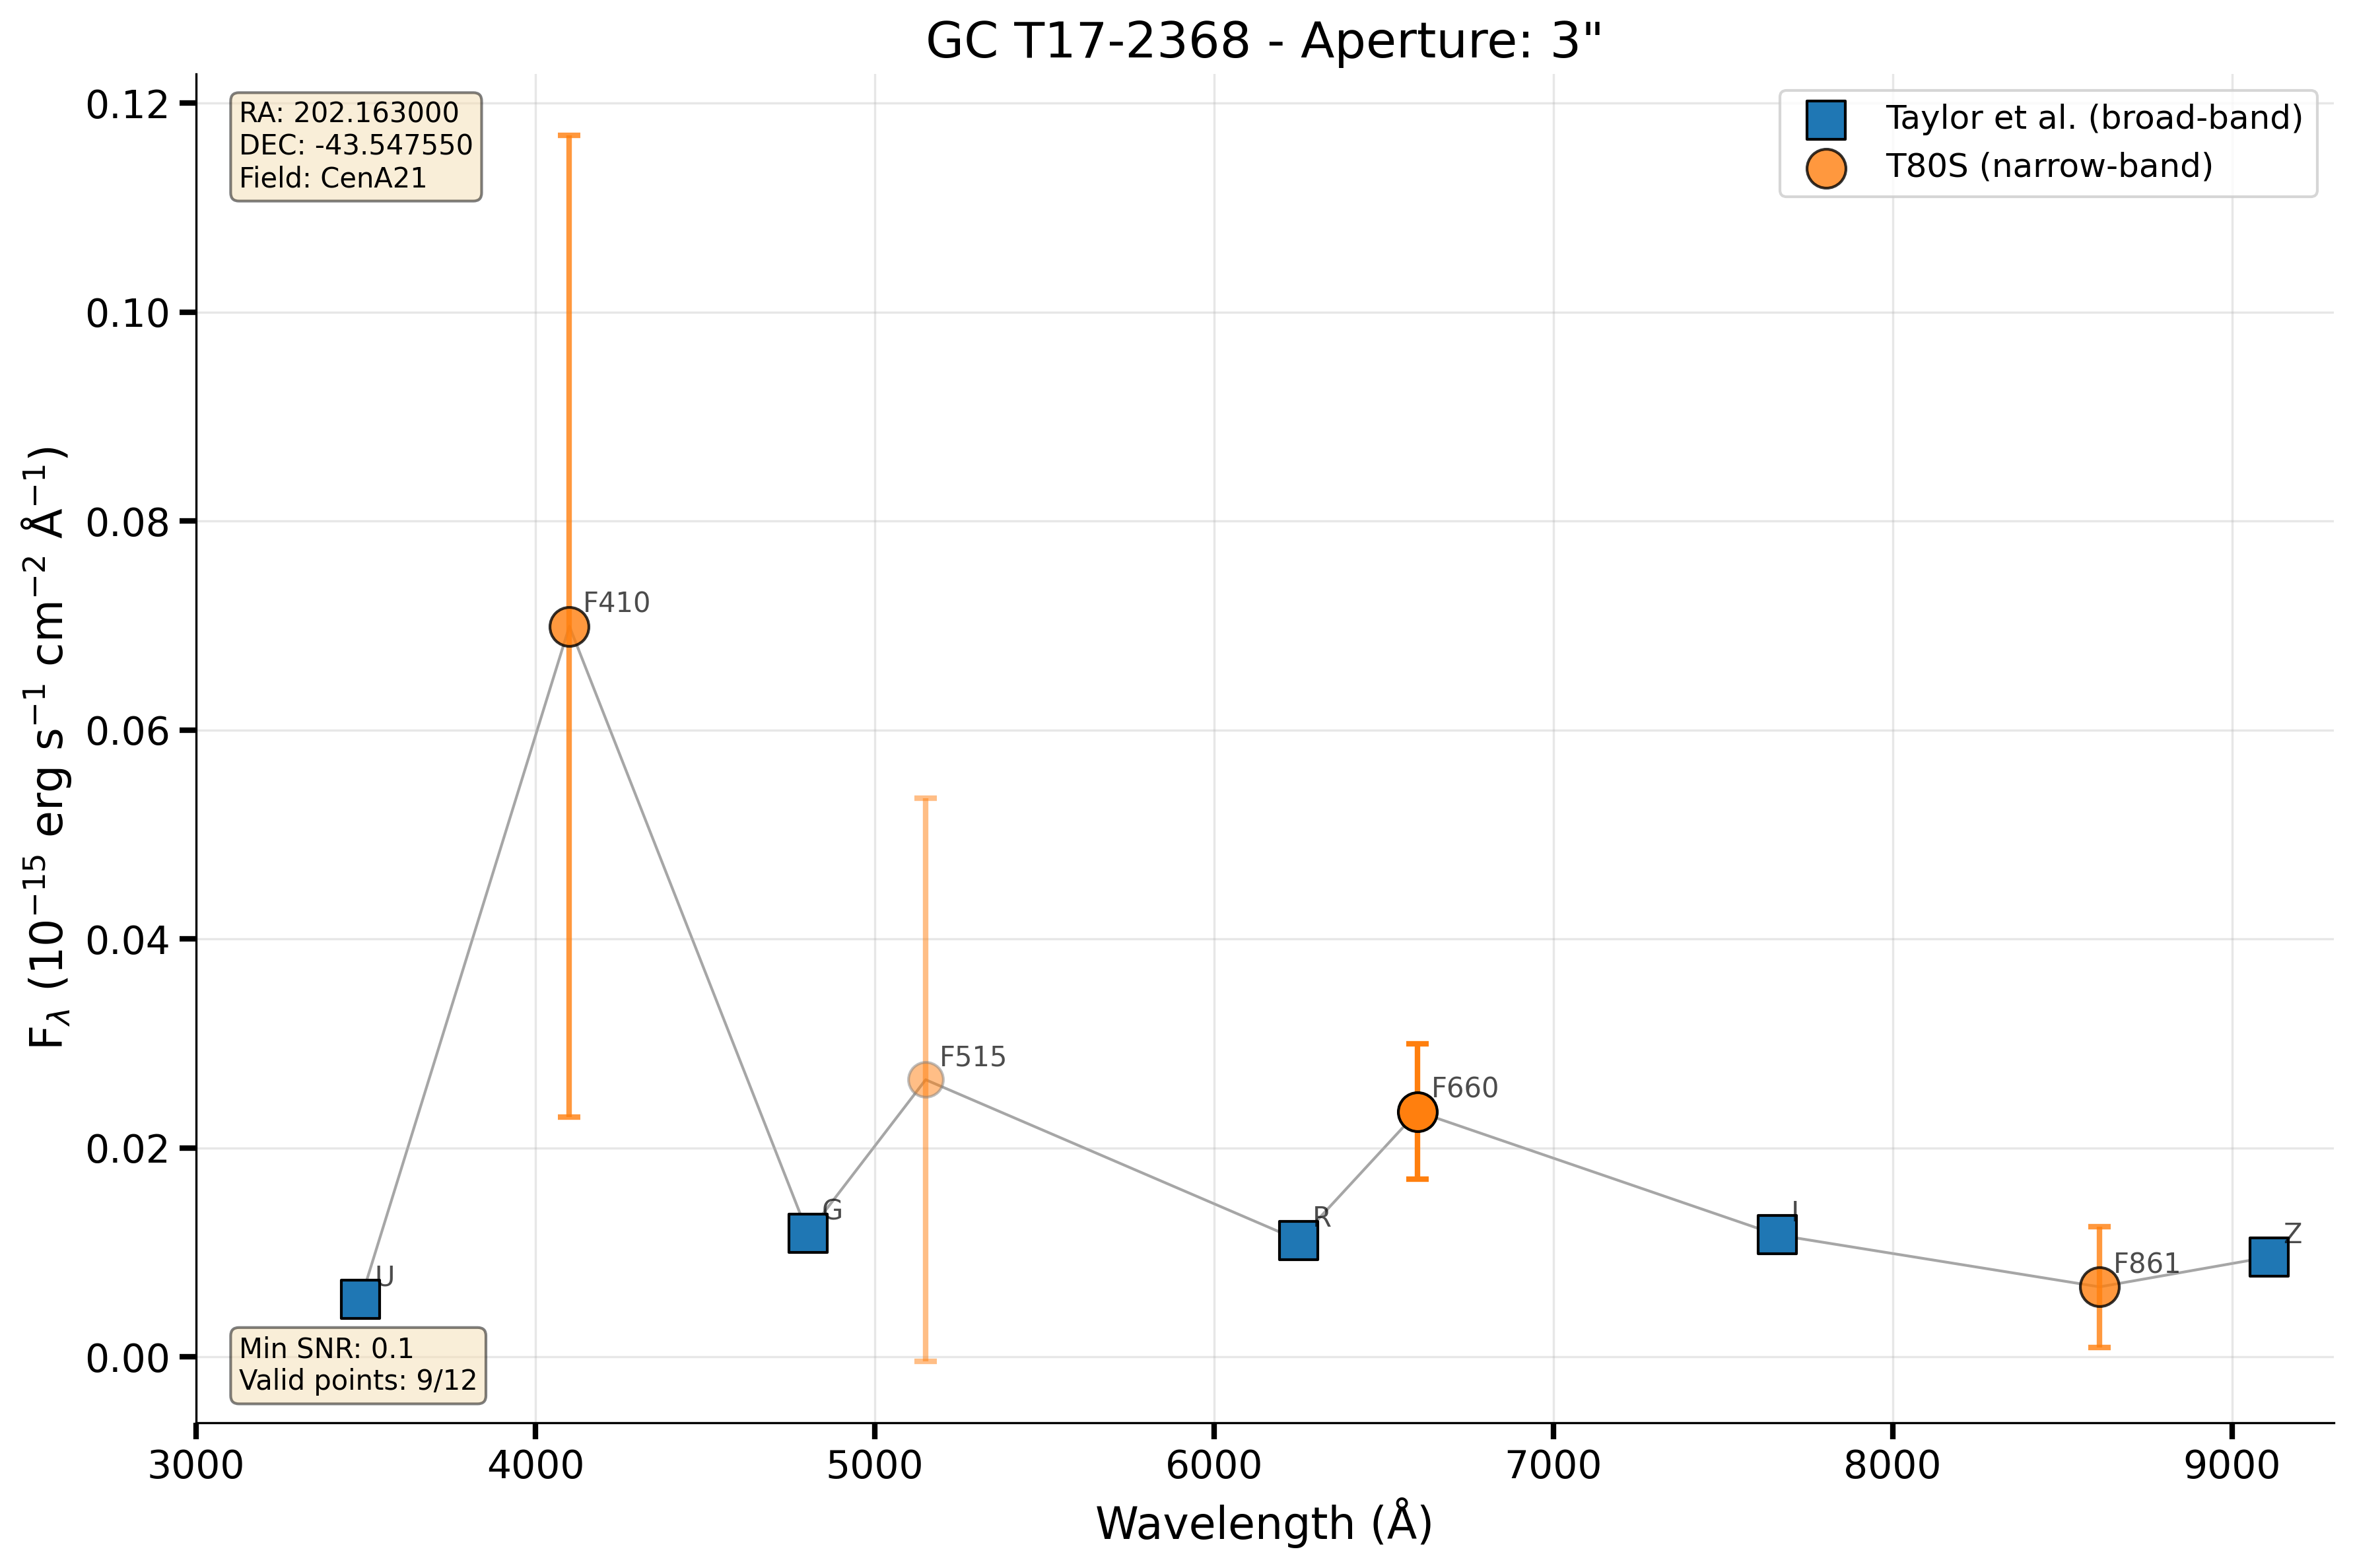 GC T17-2368 - Aperture: 3"
RA: 202.163000
DEC: -43.547550
Field: CenA21
Taylor et al. (broad-band)
T80S (narrow-band)
0.12
0.10
0.08
0.06
0.04
0.02
0.00
F_λ (10⁻¹⁵ erg s⁻¹ cm⁻² Å⁻¹)
F410
F515
F660
G
R
I
Z
F861
U
Min SNR: 0.1
Valid points: 9/12
3000 4000 5000 6000 7000 8000 9000
Wavelength (Å)